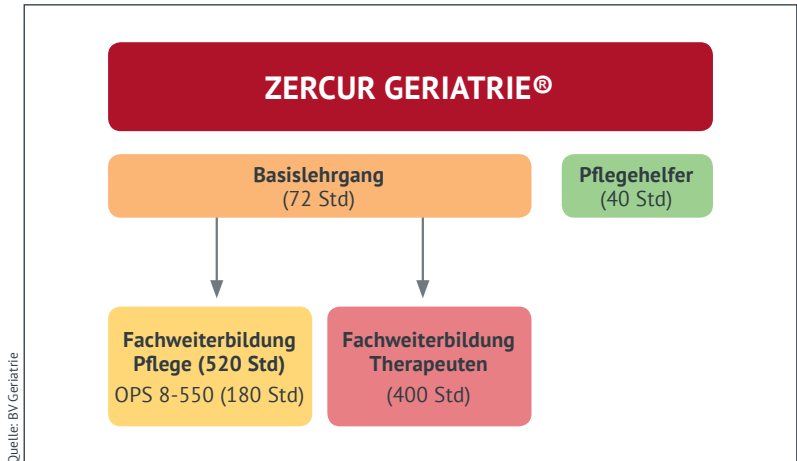 ZERCUR GERIATRIE®
Basislehrgang
(72 Std)
Pflegehelfer
(40 Std)
Fachweiterbildung
Pflege (520 Std)
OPS 8-550 (180 Std)
Fachweiterbildung
Therapeuten
(400 Std)
Quelle: BV Geriatrie